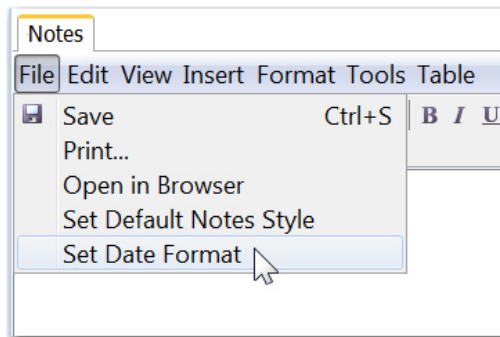 Notes
File Edit View Insert Format Tools Table
Save Ctrl+S B I U
Print...
Open in Browser
Set Default Notes Style
Set Date Format